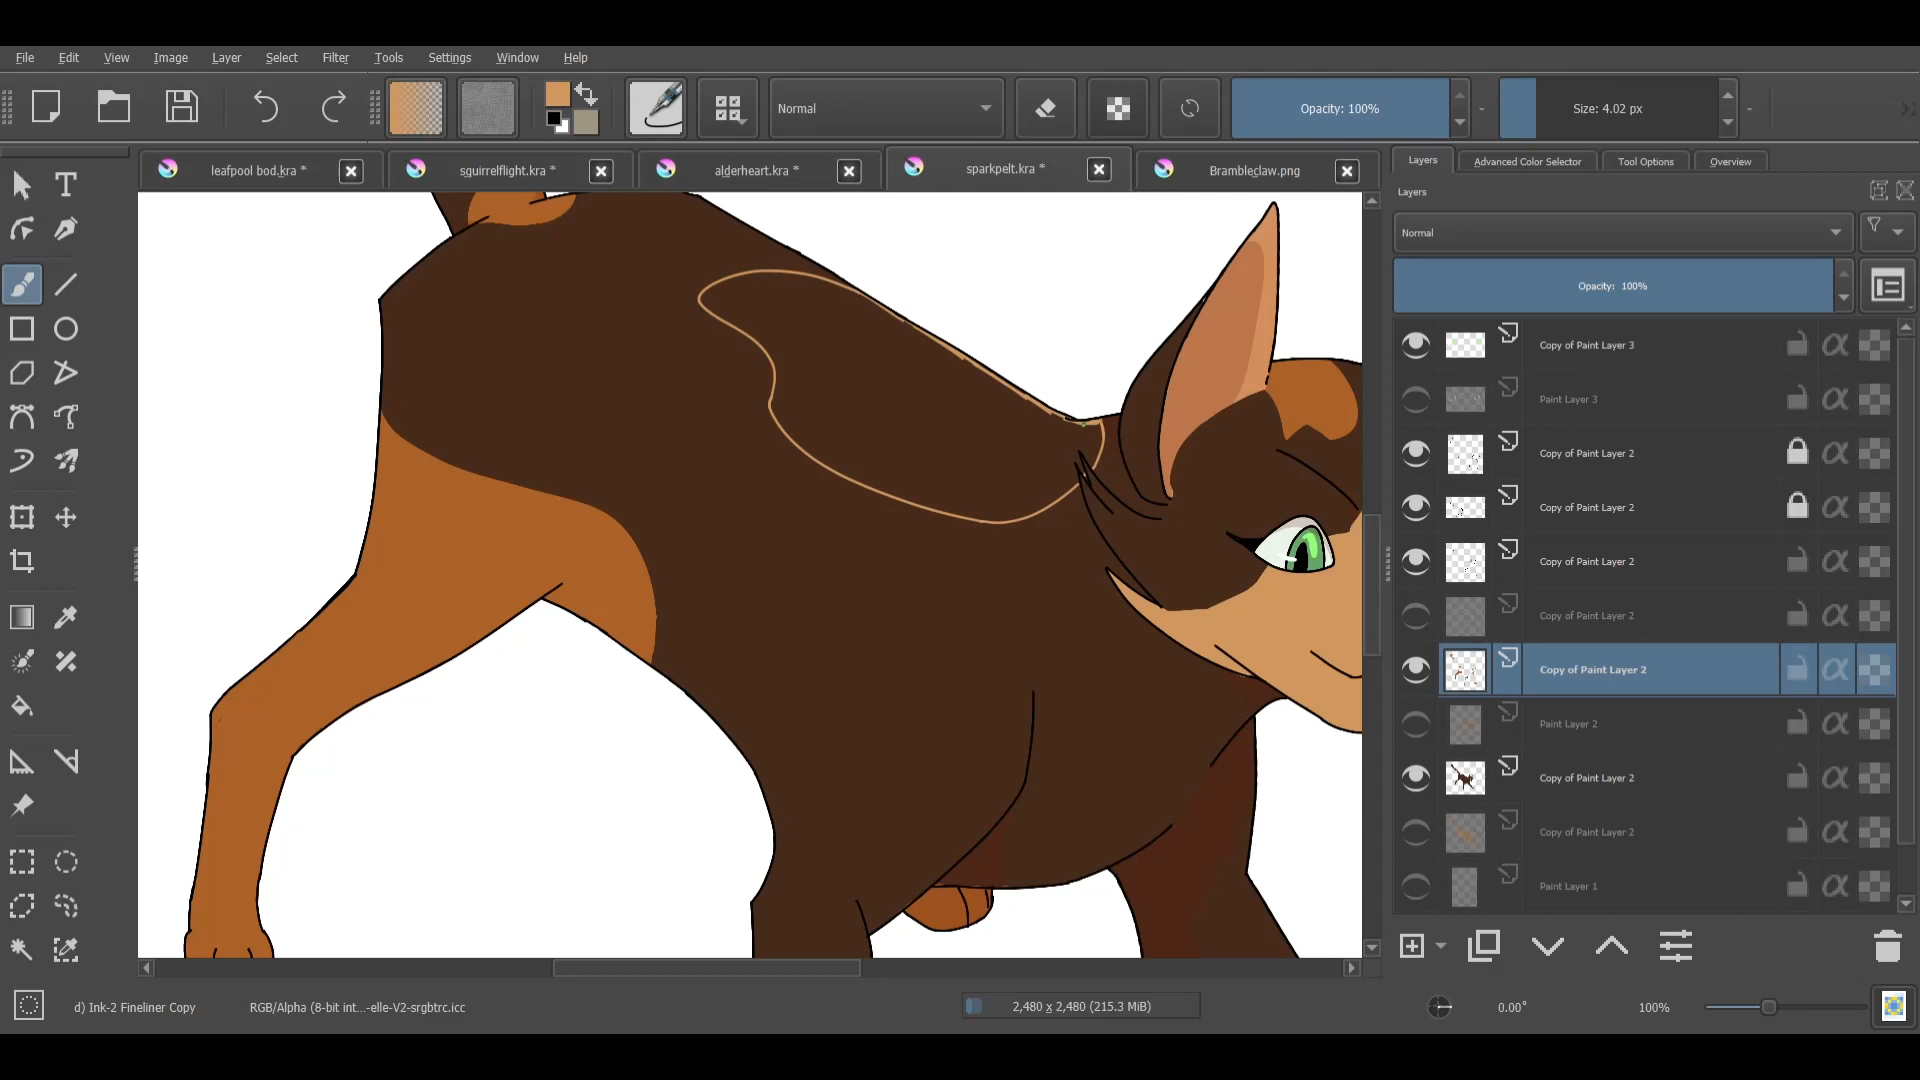 File Edit View Image Layer Select Filter Tools Settings Window Help
Normal
Opacity: 100%
Size: 4.02 px
leafpool bod.kra *
squirrelflight.kra *
alderheart.kra *
sparkpelt.kra *
Brambleclaw.png
Layers
Advanced Color Selector
Tool Options
Overview
Layers
Normal
Opacity: 100%
Copy of Paint Layer 3
Paint Layer 3
Copy of Paint Layer 2
Copy of Paint Layer 2
Copy of Paint Layer 2
Copy of Paint Layer 2
Copy of Paint Layer 2
Paint Layer 2
Copy of Paint Layer 2
Copy of Paint Layer 2
Paint Layer 1
d) Ink-2 Fineliner Copy
RGB/Alpha (8-bit int...-elle-V2-srgbtrc.icc
2,480 x 2,480 (215.3 MiB)
0.00°
100%